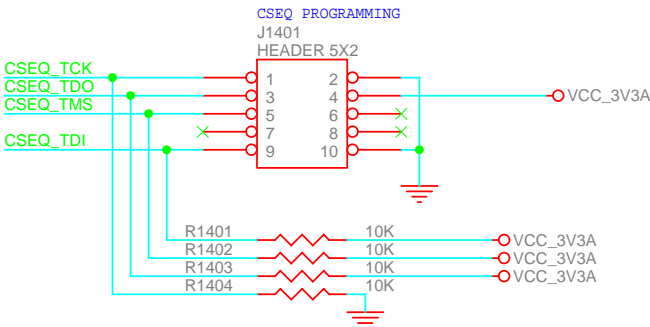 CSEQ PROGRAMMING
J1401
HEADER 5X2
CSEQ_TCK 1 2
CSEQ_TDO 3 4 VCC_3V3A
CSEQ_TMS 5 6
7 8
CSEQ_TDI 9 10
R1401 10K VCC_3V3A
R1402 10K VCC_3V3A
R1403 10K VCC_3V3A
R1404 10K